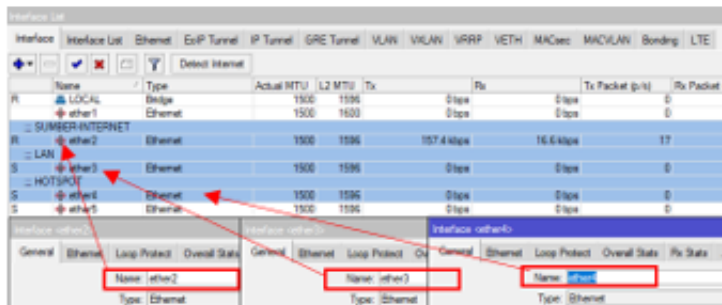 Interface List
Interface Interface List Ethernet EoIP Tunnel IP Tunnel GRE Tunnel VLAN VXLAN VRRP VETH MACsec MACVLAN Bonding LTE
Detect Internet
Name Type Actual MTU L2 MTU Tx Rx Tx Packet (p/s) Rx Packet
R LOCAL Bridge 1500 1596 0 bps 0 bps 0
ether1 Ethernet 1500 1600 0 bps 0 bps 0
::: SUMBER-INTERNET
R ether2 Ethernet 1500 1596 157.4 kbps 16.6 kbps 17
::: LAN
S ether3 Ethernet 1500 1596 0 bps 0 bps 0
::: HOTSPOT
S ether4 Ethernet 1500 1596 0 bps 0 bps 0
S ether5 Ethernet 1500 1596 0 bps 0 bps 0
Interface <ether2> Interface <ether3> Interface <ether4>
General Ethernet Loop Protect Overall Stats General Ethernet Loop Protect General Ethernet Loop Protect Overall Stats Rx Stats
Name: ether2 Name: ether3 Name: ether4
Type: Ethernet Type: Ethernet Type: Ethernet